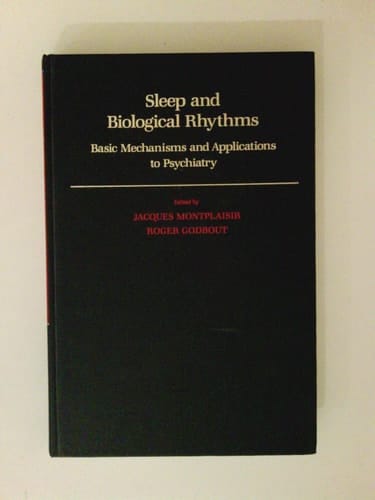 Sleep and
Biological Rhythms
Basic Mechanisms and Applications
to Psychiatry
Edited by
JACQUES MONTPLAISIR
ROGER GODBOUT